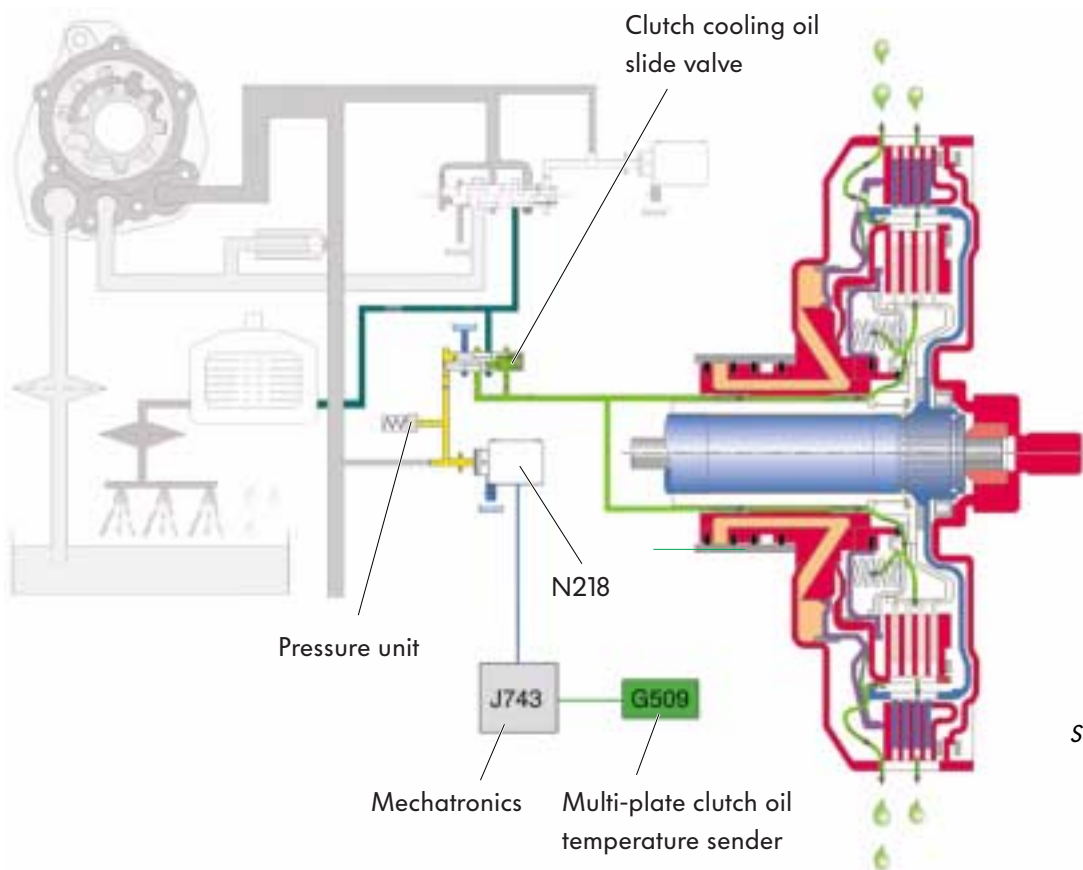 Clutch cooling oil
slide valve
N218
Pressure unit
J743
G509
Mechatronics
Multi-plate clutch oil
temperature sender
S